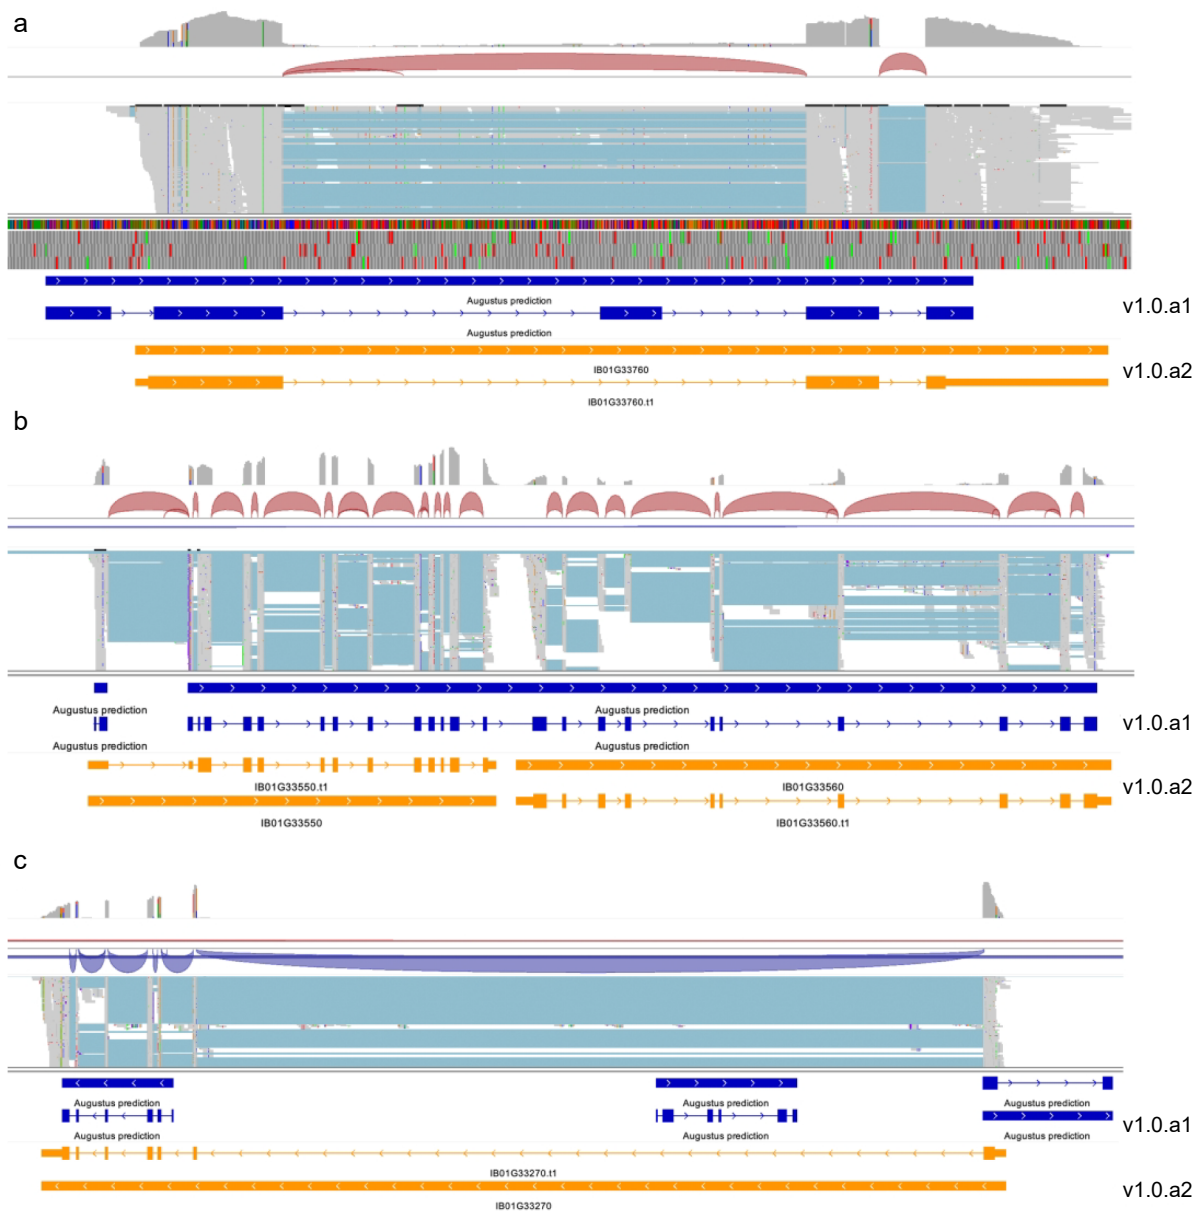 a
Augustus prediction
v1.0.a1
Augustus prediction
IB01G33760
v1.0.a2
IB01G33760.t1
b
Augustus prediction Augustus prediction
v1.0.a1
Augustus prediction Augustus prediction
IB01G33550.t1 IB01G33560
v1.0.a2
IB01G33550 IB01G33560.t1
c
Augustus prediction Augustus prediction Augustus prediction
v1.0.a1
Augustus prediction Augustus prediction Augustus prediction
IB01G33270.t1
v1.0.a2
IB01G33270